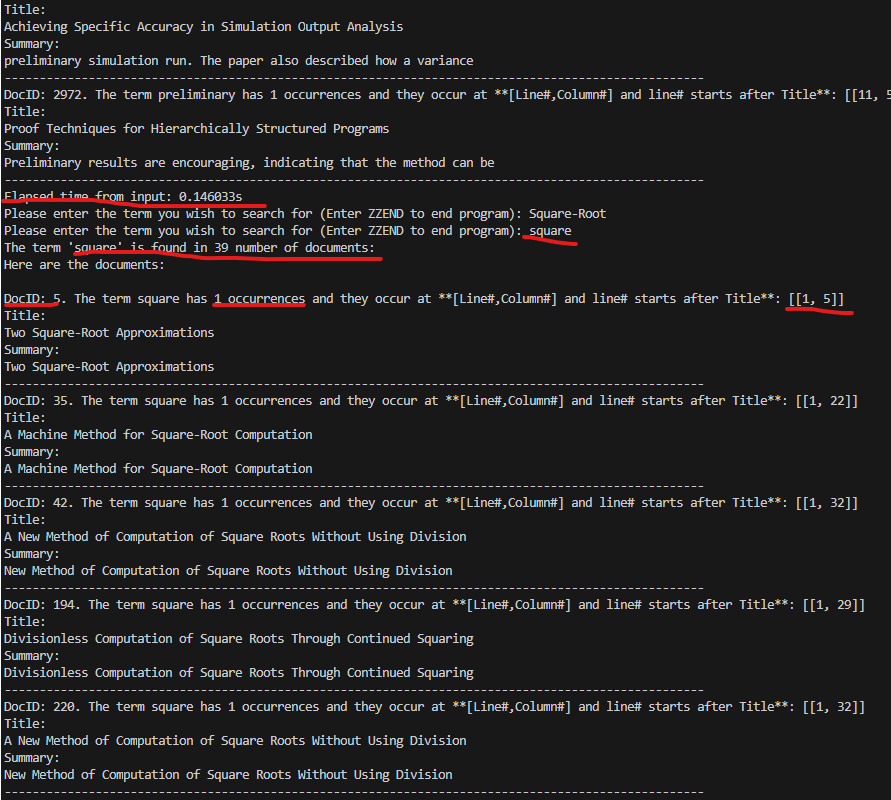 Title:
Achieving Specific Accuracy in Simulation Output Analysis
Summary:
preliminary simulation run. The paper also described how a variance
----------------------------------------------------------------------------------------------------
DocID: 2972. The term preliminary has 1 occurrences and they occur at **[Line#,Column#] and line# starts after Title**: [[11, 5
Title:
Proof Techniques for Hierarchically Structured Programs
Summary:
Preliminary results are encouraging, indicating that the method can be
----------------------------------------------------------------------------------------------------
Elapsed time from input: 0.146033s
Please enter the term you wish to search for (Enter ZZEND to end program): Square-Root
Please enter the term you wish to search for (Enter ZZEND to end program): square
The term 'square' is found in 39 number of documents:
Here are the documents:
DocID: 5. The term square has 1 occurrences and they occur at **[Line#,Column#] and line# starts after Title**: [[1, 5]]
Title:
Two Square-Root Approximations
Summary:
Two Square-Root Approximations
----------------------------------------------------------------------------------------------------
DocID: 35. The term square has 1 occurrences and they occur at **[Line#,Column#] and line# starts after Title**: [[1, 22]]
Title:
A Machine Method for Square-Root Computation
Summary:
A Machine Method for Square-Root Computation
----------------------------------------------------------------------------------------------------
DocID: 42. The term square has 1 occurrences and they occur at **[Line#,Column#] and line# starts after Title**: [[1, 32]]
Title:
A New Method of Computation of Square Roots Without Using Division
Summary:
New Method of Computation of Square Roots Without Using Division
----------------------------------------------------------------------------------------------------
DocID: 194. The term square has 1 occurrences and they occur at **[Line#,Column#] and line# starts after Title**: [[1, 29]]
Title:
Divisionless Computation of Square Roots Through Continued Squaring
Summary:
Divisionless Computation of Square Roots Through Continued Squaring
----------------------------------------------------------------------------------------------------
DocID: 220. The term square has 1 occurrences and they occur at **[Line#,Column#] and line# starts after Title**: [[1, 32]]
Title:
A New Method of Computation of Square Roots Without Using Division
Summary:
New Method of Computation of Square Roots Without Using Division
----------------------------------------------------------------------------------------------------